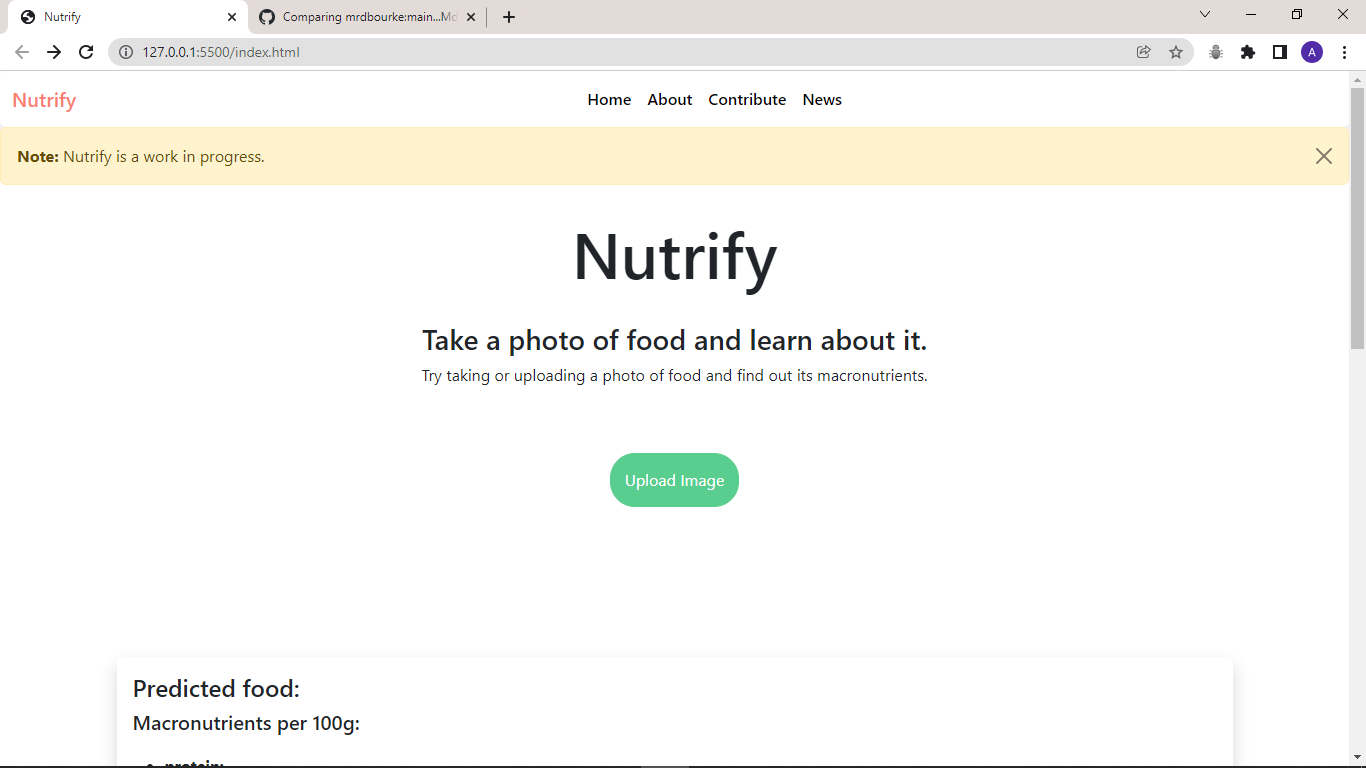 Nutrify
Comparing mrdbourke:main...Md
127.0.0.1:5500/index.html
A
Nutrify
Home About Contribute News
Note: Nutrify is a work in progress.
Nutrify
Take a photo of food and learn about it.
Try taking or uploading a photo of food and find out its macronutrients.
Upload Image
Predicted food:
Macronutrients per 100g:
protein: